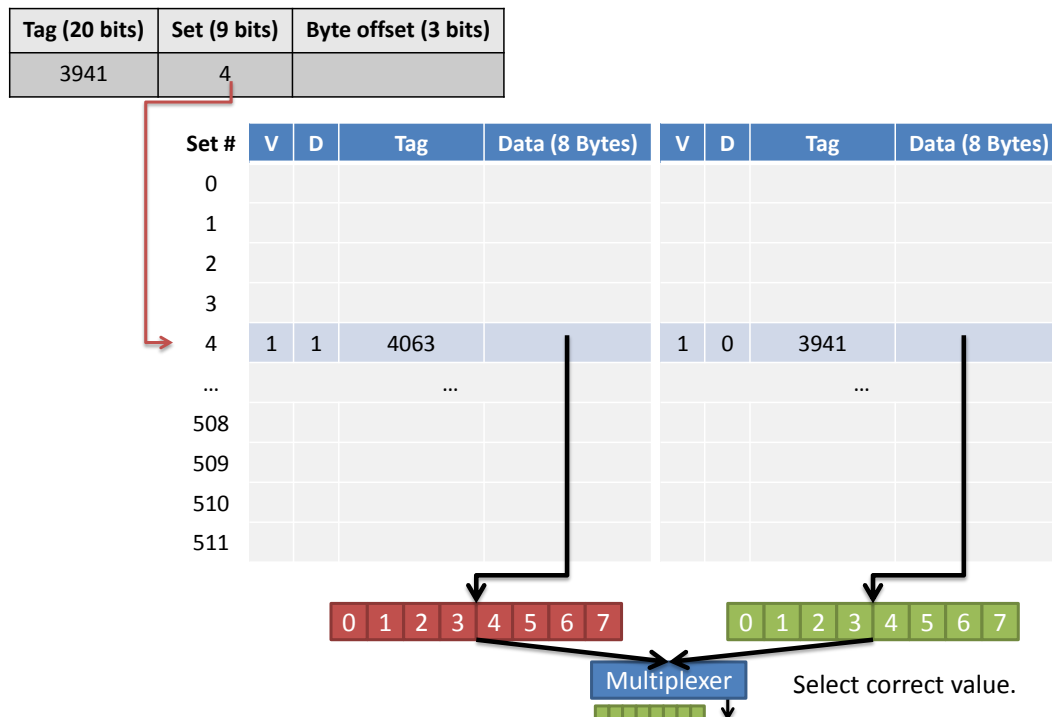 Tag (20 bits) Set (9 bits) Byte offset (3 bits)
3941 4
Set # V D Tag Data (8 Bytes) V D Tag Data (8 Bytes)
0
1
2
3
4 1 1 4063 1 0 3941
... ... ...
508
509
510
511
0 1 2 3 4 5 6 7 0 1 2 3 4 5 6 7
Multiplexer Select correct value.